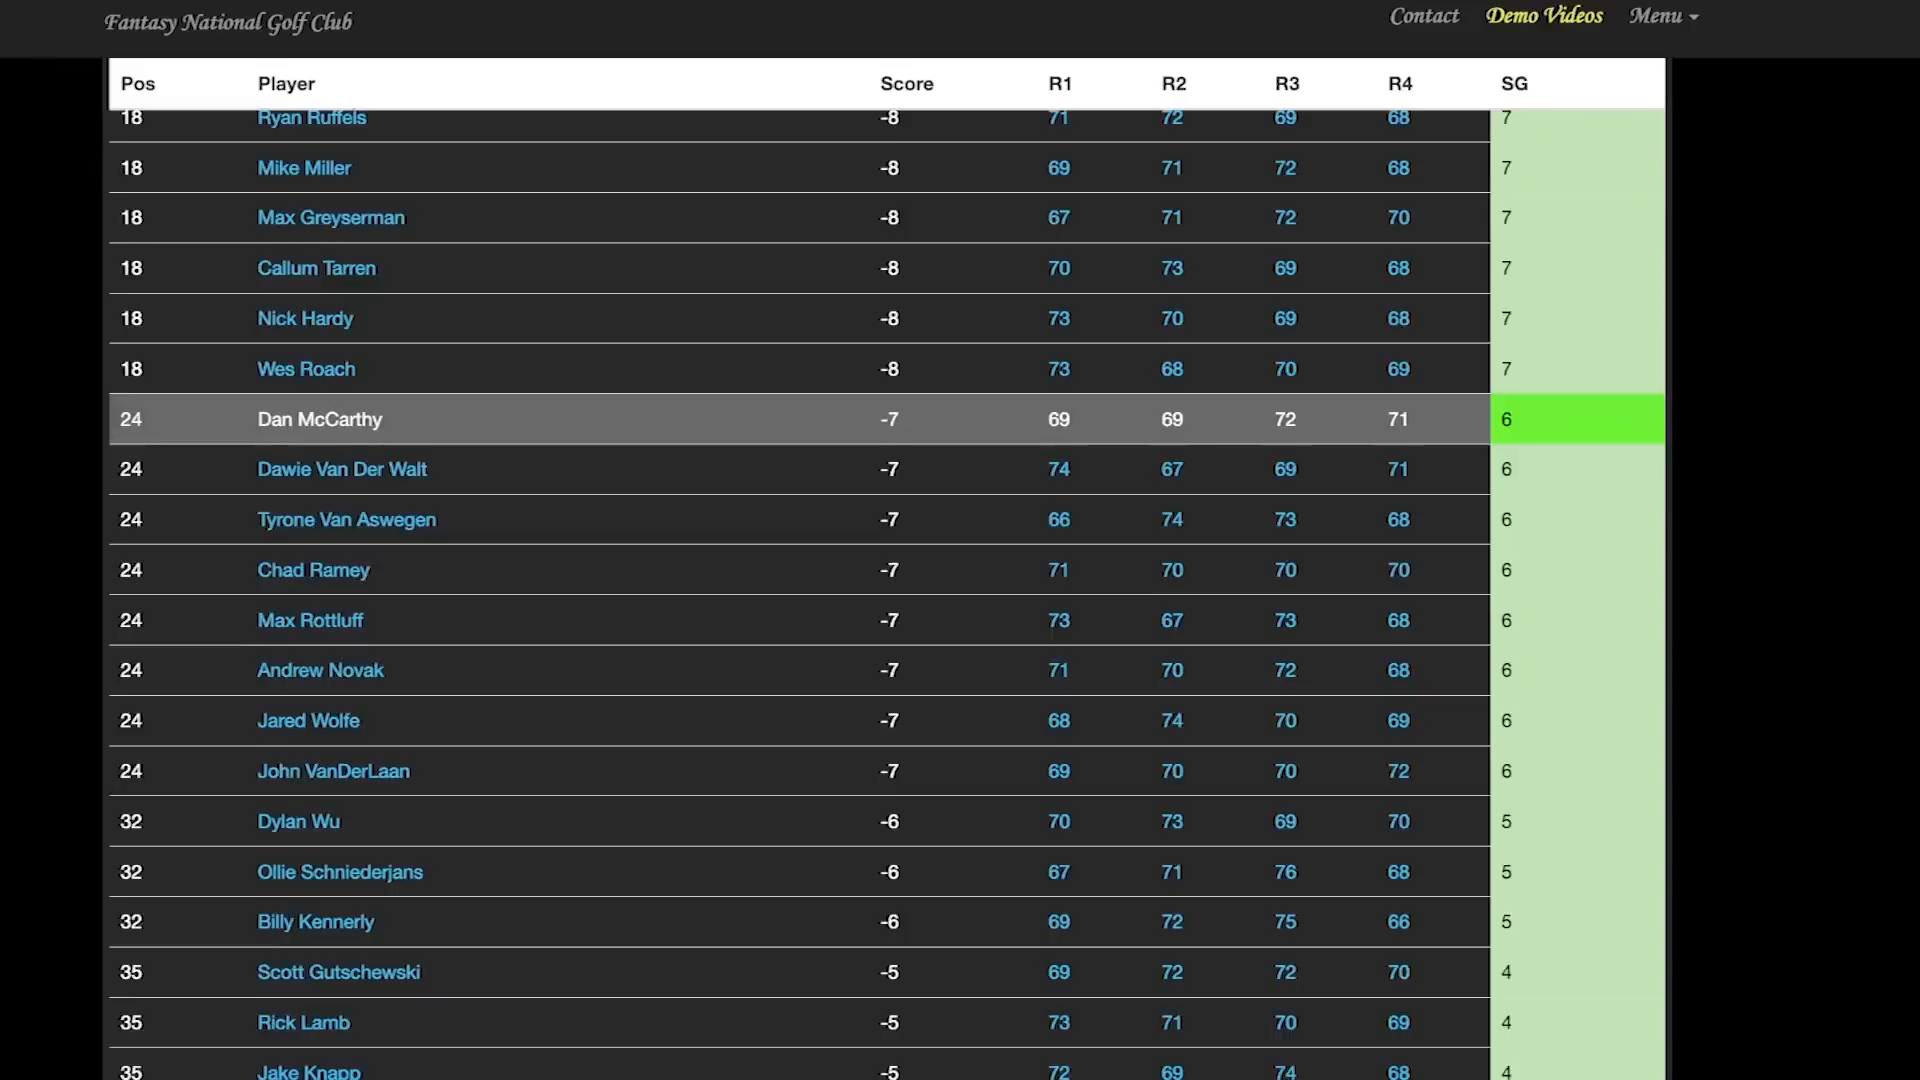 Fantasy National Golf Club Contact Demo Videos Menu
Pos Player Score R1 R2 R3 R4 SG
18 Ryan Ruffels -8 71 72 69 68 7
18 Mike Miller -8 69 71 72 68 7
18 Max Greyserman -8 67 71 72 70 7
18 Callum Tarren -8 70 73 69 68 7
18 Nick Hardy -8 73 70 69 68 7
18 Wes Roach -8 73 68 70 69 7
24 Dan McCarthy -7 69 69 72 71 6
24 Dawie Van Der Walt -7 74 67 69 71 6
24 Tyrone Van Aswegen -7 66 74 73 68 6
24 Chad Ramey -7 71 70 70 70 6
24 Max Rottluff -7 73 67 73 68 6
24 Andrew Novak -7 71 70 72 68 6
24 Jared Wolfe -7 68 74 70 69 6
24 John VanDerLaan -7 69 70 70 72 6
32 Dylan Wu -6 70 73 69 70 5
32 Ollie Schniederjans -6 67 71 76 68 5
32 Billy Kennerly -6 69 72 75 66 5
35 Scott Gutschewski -5 69 72 72 70 4
35 Rick Lamb -5 73 71 70 69 4
35 Jake Knapp -5 72 69 74 68 4